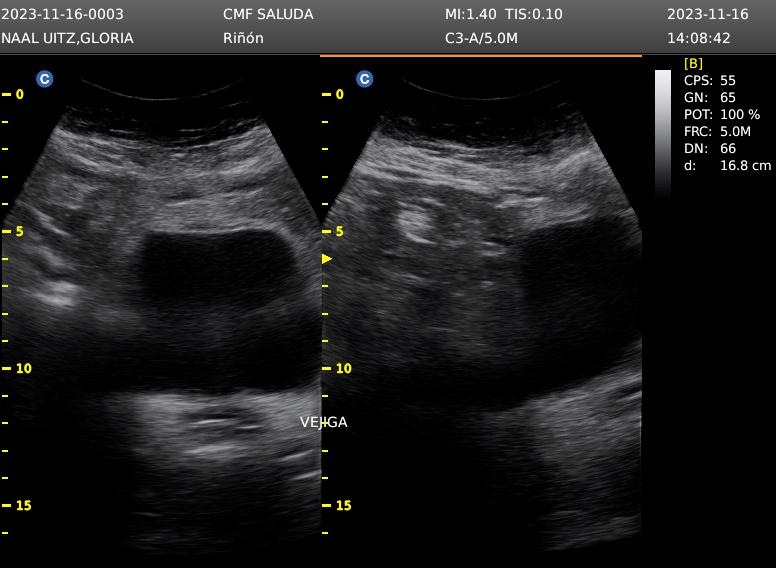 2023-11-16-0003 CMF SALUDA MI:1.40 TIS:0.10 2023-11-16
NAAL UITZ,GLORIA Riñón C3-A/5.0M 14:08:42
C C
0 0
5 5
10 10
15 15
VEJIGA
[B]
CPS: 55
GN: 65
POT: 100 %
FRC: 5.0M
DN: 66
d: 16.8 cm